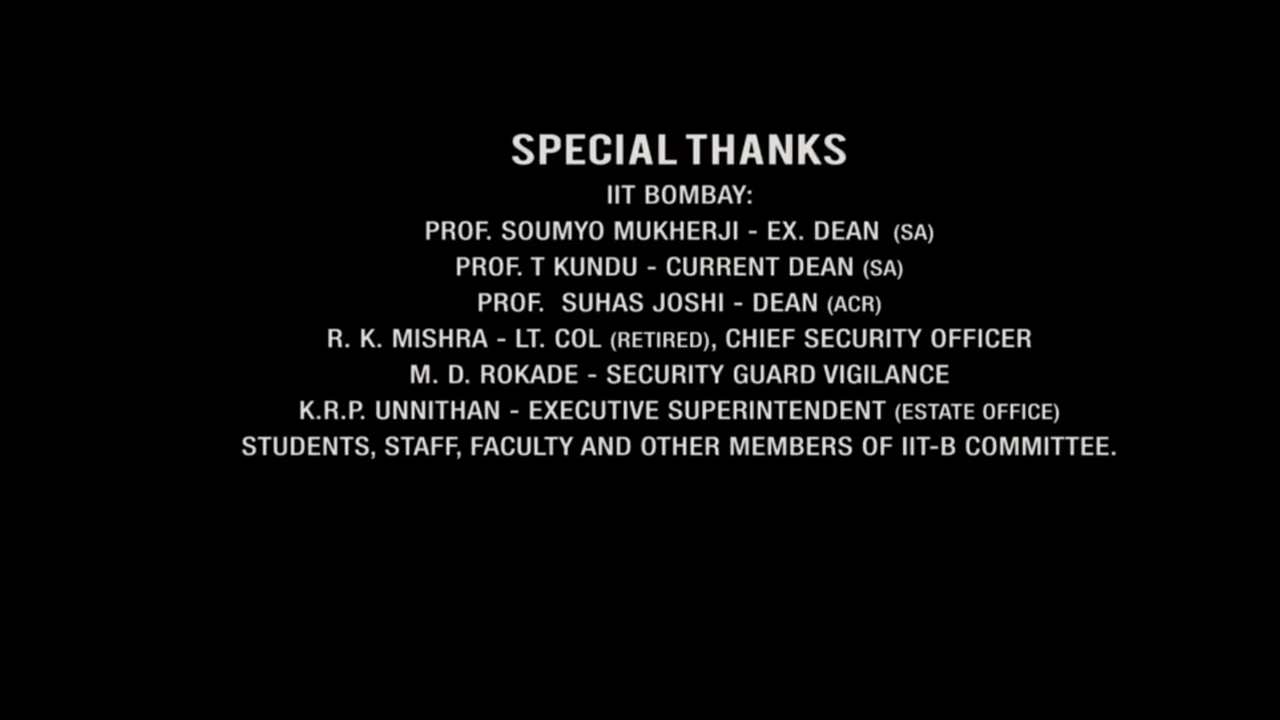 SPECIAL THANKS
IIT BOMBAY:
PROF. SOUMYO MUKHERJI - EX. DEAN (SA)
PROF. T KUNDU - CURRENT DEAN (SA)
PROF. SUHAS JOSHI - DEAN (ACR)
R. K. MISHRA - LT. COL (RETIRED), CHIEF SECURITY OFFICER
M. D. ROKADE - SECURITY GUARD VIGILANCE
K.R.P. UNNITHAN - EXECUTIVE SUPERINTENDENT (ESTATE OFFICE)
STUDENTS, STAFF, FACULTY AND OTHER MEMBERS OF IIT-B COMMITTEE.